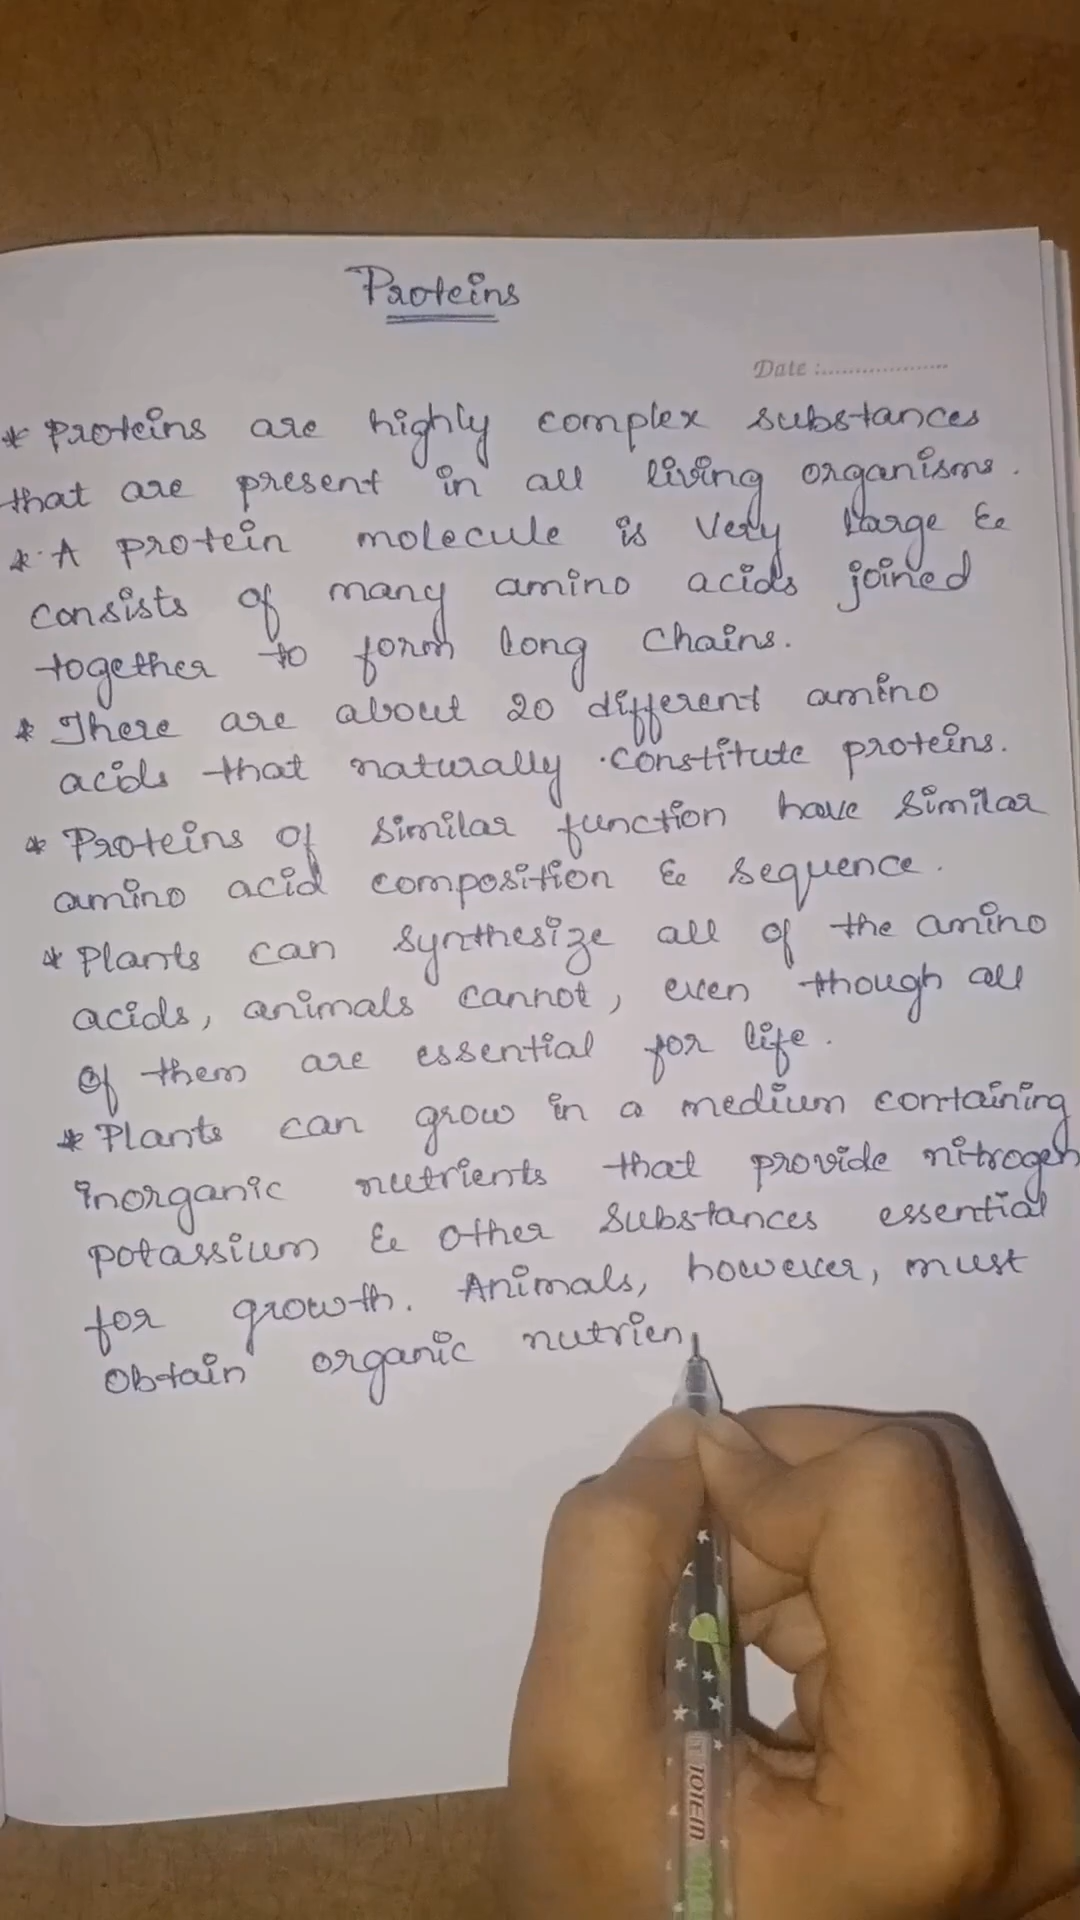 Proteins
Date :....................
* Proteins are highly complex substances
that are present in all living organisms.
* A protein molecule is very large &
consists of many amino acids joined
together to form long chains.
* There are about 20 different amino
acids that naturally constitute proteins.
* Proteins of similar function have similar
amino acid composition & sequence.
* Plants can synthesize all of the amino
acids, animals cannot, even though all
of them are essential for life.
* Plants can grow in a medium containing
inorganic nutrients that provide nitrogen
potassium & other substances essential
for growth. Animals, however, must
obtain organic nutrien
TOTEM